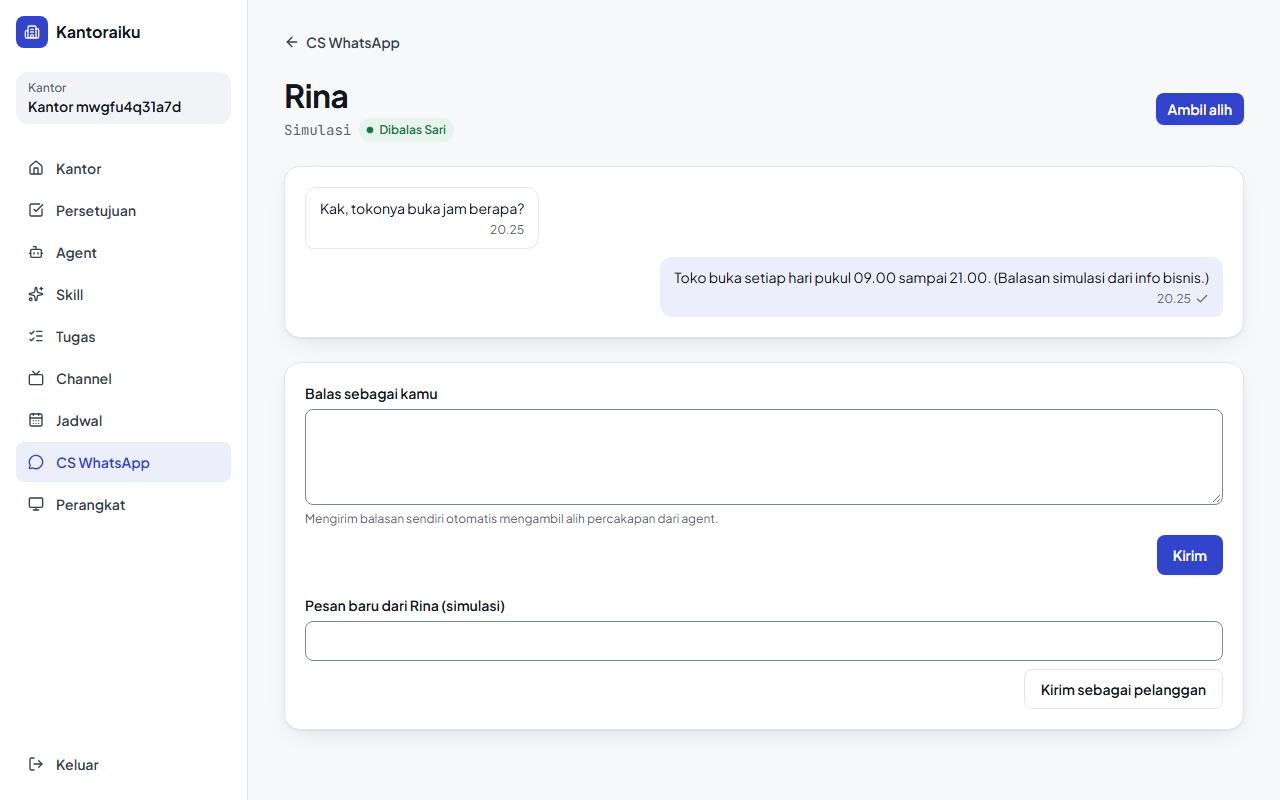 Kantoraiku
Kantor
Kantor mwgfu4q31a7d
Kantor
Persetujuan
Agent
Skill
Tugas
Channel
Jadwal
CS WhatsApp
Perangkat
Keluar
CS WhatsApp
Rina
Simulasi
Dibalas Sari
Ambil alih
Kak, tokonya buka jam berapa?
20.25
Toko buka setiap hari pukul 09.00 sampai 21.00. (Balasan simulasi dari info bisnis.)
20.25
Balas sebagai kamu
Mengirim balasan sendiri otomatis mengambil alih percakapan dari agent.
Kirim
Pesan baru dari Rina (simulasi)
Kirim sebagai pelanggan